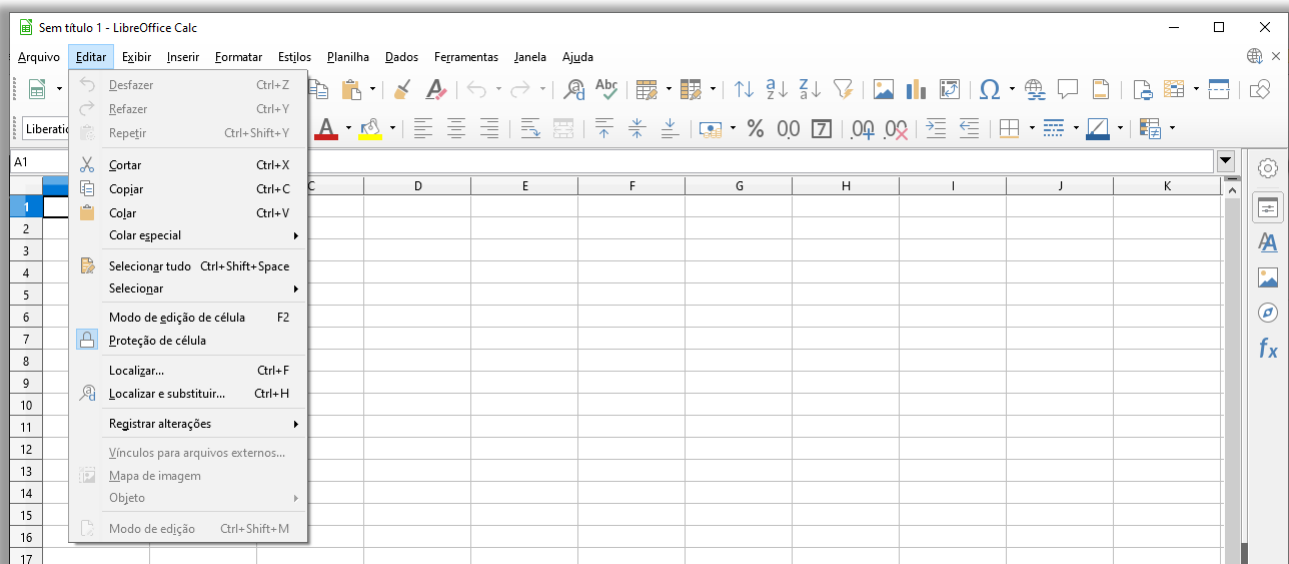 Sem título 1 - LibreOffice Calc
Arquivo Editar Exibir Inserir Formatar Estilos Planilha Dados Ferramentas Janela Ajuda
Desfazer Ctrl+Z
Refazer Ctrl+Y
Repetir Ctrl+Shift+Y
Cortar Ctrl+X
Copiar Ctrl+C
Colar Ctrl+V
Colar especial
Selecionar tudo Ctrl+Shift+Space
Selecionar
Modo de edição de célula F2
Proteção de célula
Localizar... Ctrl+F
Localizar e substituir... Ctrl+H
Registrar alterações
Vínculos para arquivos externos...
Mapa de imagem
Objeto
Modo de edição Ctrl+Shift+M
A1
D E F G H I J K
1
2
3
4
5
6
7
8
9
10
11
12
13
14
15
16
17